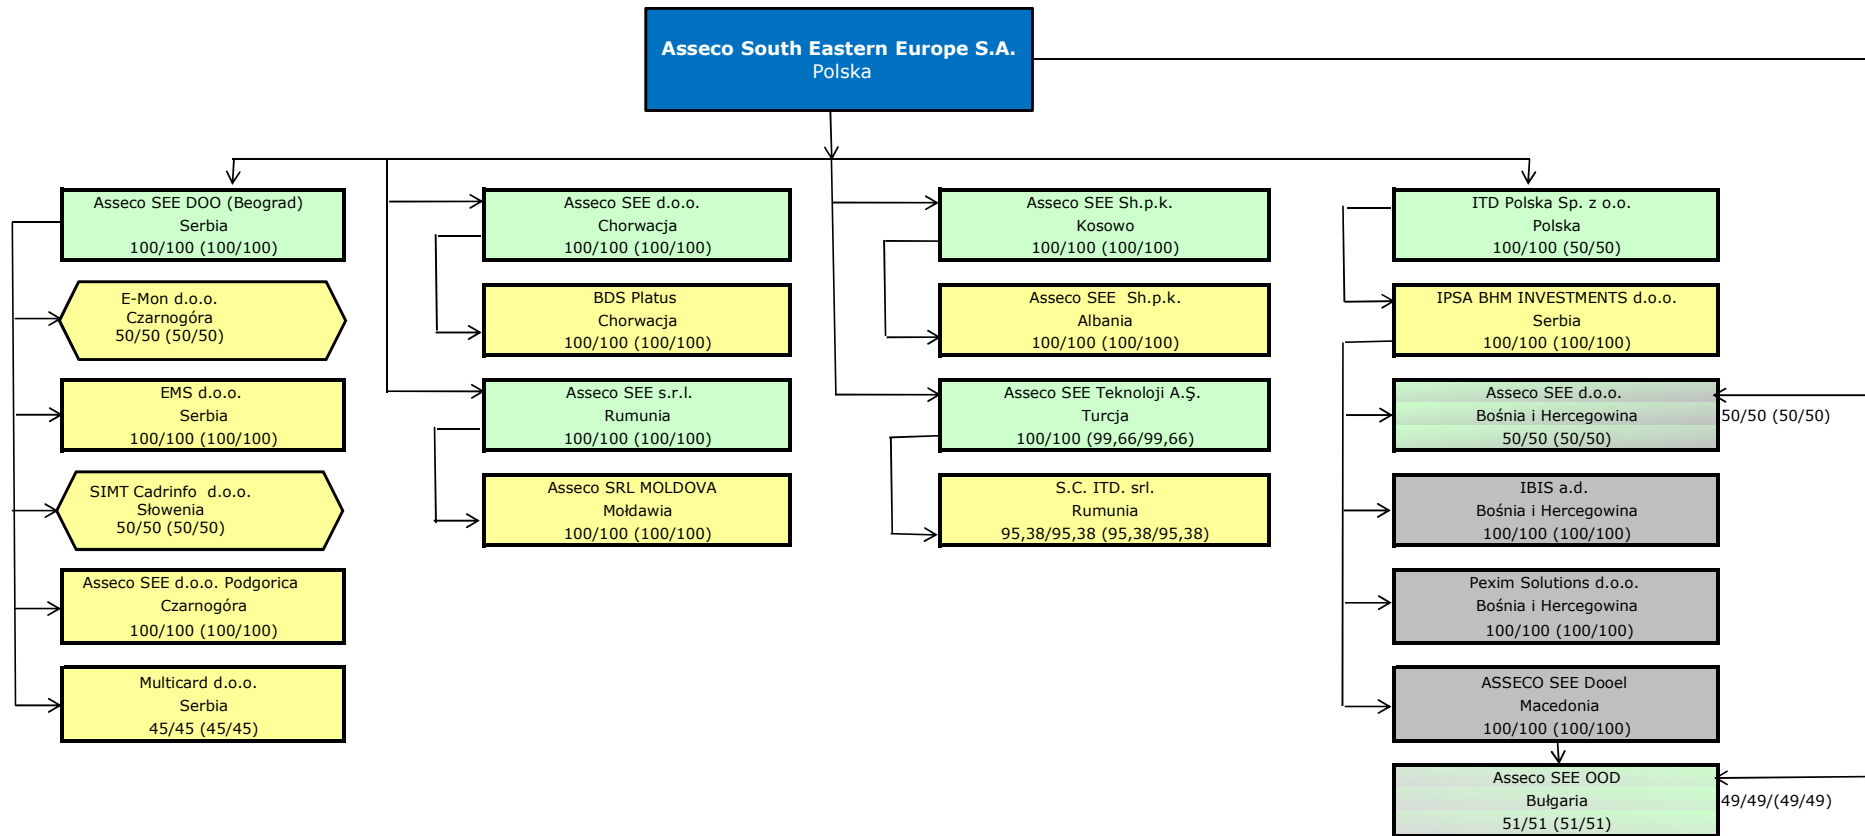 Asseco South Eastern Europe S.A.
Polska
Asseco SEE DOO (Beograd)
Serbia
100/100 (100/100)
E-Mon d.o.o.
Czarnogóra
50/50 (50/50)
EMS d.o.o.
Serbia
100/100 (100/100)
SIMT Cadrinfo  d.o.o.
Słowenia
50/50 (50/50)
Asseco SEE d.o.o. Podgorica
Czarnogóra
100/100 (100/100)
Multicard d.o.o.
Serbia
45/45 (45/45)
Asseco SEE d.o.o.
Chorwacja
100/100 (100/100)
BDS Platus
Chorwacja
100/100 (100/100)
Asseco SEE s.r.l.
Rumunia
100/100 (100/100)
Asseco SRL MOLDOVA
Mołdawia
100/100 (100/100)
Asseco SEE Sh.p.k.
Kosowo
100/100 (100/100)
Asseco SEE  Sh.p.k.
Albania
100/100 (100/100)
Asseco SEE Teknoloji A.Ş.
Turcja
100/100 (99,66/99,66)
S.C. ITD. srl.
Rumunia
95,38/95,38 (95,38/95,38)
ITD Polska Sp. z o.o.
Polska
100/100 (50/50)
IPSA BHM INVESTMENTS d.o.o.
Serbia
100/100 (100/100)
Asseco SEE d.o.o.
Bośnia i Hercegowina
50/50 (50/50)
50/50 (50/50)
IBIS a.d.
Bośnia i Hercegowina
100/100 (100/100)
Pexim Solutions d.o.o.
Bośnia i Hercegowina
100/100 (100/100)
ASSECO SEE Dooel
Macedonia
100/100 (100/100)
Asseco SEE OOD
Bułgaria
51/51 (51/51)
49/49/(49/49)